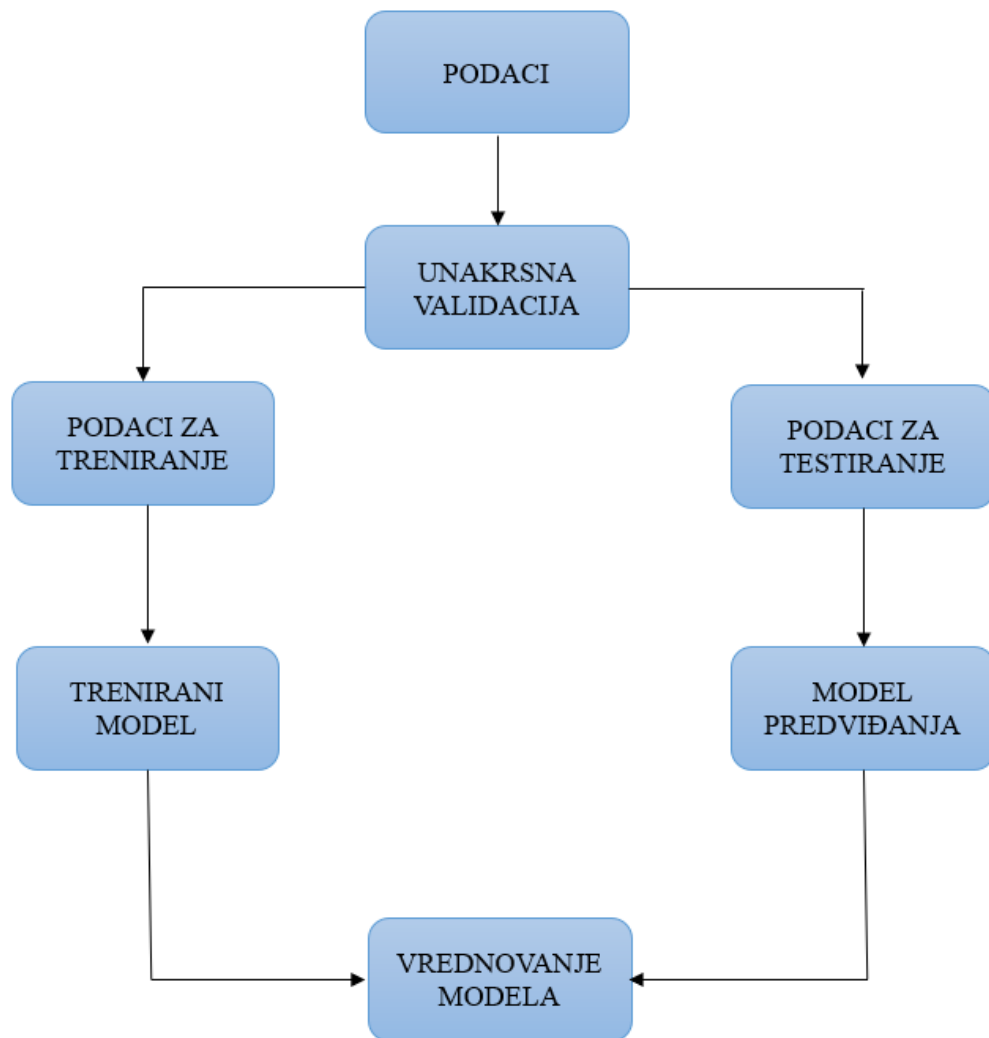 PODACI
UNAKRSNA
VALIDACIJA
PODACI ZA
TRENIRANJE
PODACI ZA
TESTIRANJE
TRENIRANI
MODEL
MODEL
PREDVIĐANJA
VREDNOVANJE
MODELA